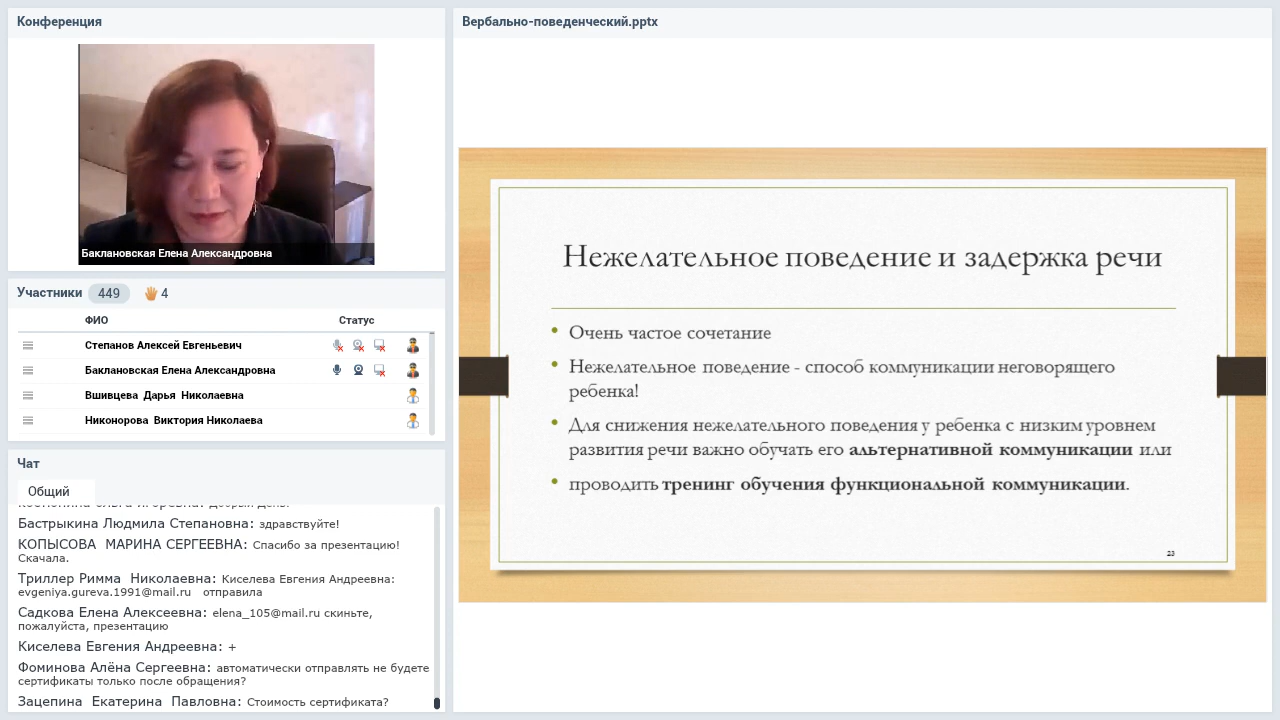 Конференция
Баклановская Елена Александровна
Участники 449 4
ФИО Статус
Степанов Алексей Евгеньевич
Баклановская Елена Александровна
Вшивцева Дарья Николаевна
Никонорова Виктория Николаева
Чат
Общий
Бастрыкина Людмила Степановна: здравствуйте!
КОПЫСОВА МАРИНА СЕРГЕЕВНА: Спасибо за презентацию!
Скачала.
Триллер Римма Николаевна: Киселева Евгения Андреевна:
evgeniya.gureva.1991@mail.ru отправила
Садкова Елена Алексеевна: elena_105@mail.ru скиньте,
пожалуйста, презентацию
Киселева Евгения Андреевна: +
Фоминова Алёна Сергеевна: автоматически отправлять не будете
сертификаты только после обращения?
Зацепина Екатерина Павловна: Стоимость сертификата?
Вербально-поведенческий.pptx
Нежелательное поведение и задержка речи
• Очень частое сочетание
• Нежелательное поведение - способ коммуникации неговорящего
ребенка!
• Для снижения нежелательного поведения у ребенка с низким уровнем
развития речи важно обучать его альтернативной коммуникации или
• проводить тренинг обучения функциональной коммуникации.
23